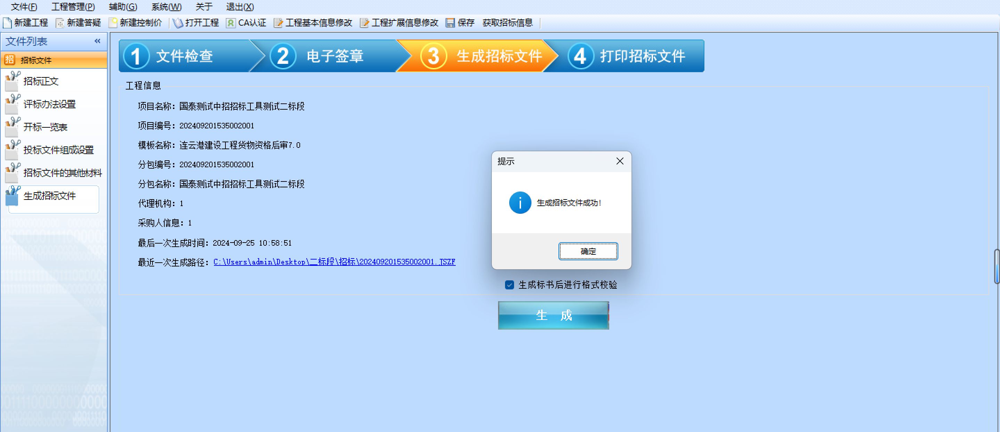 文件(F) 工程管理(P) 辅助(G) 系统(W) 关于 退出(X)
新建工程 新建答疑 新建控制价 打开工程 CA认证 工程基本信息修改 工程扩展信息修改 保存 获取招标信息
文件列表 «
招 招标文件
招标正文
评标办法设置
开标一览表
投标文件组成设置
招标文件的其他材料
生成招标文件
1 文件检查 2 电子签章 3 生成招标文件 4 打印招标文件
工程信息
项目名称：国泰测试中招招标工具测试二标段
项目编号：202409201535002001
模板名称：连云港建设工程货物资格后审7.0
分包编号：202409201535002001
分包名称：国泰测试中招招标工具测试二标段
代理机构：1
采购人信息：1
最后一次生成时间：2024-09-25 10:58:51
最近一次生成路径：C:\Users\admin\Desktop\二标段\招标\202409201535002001.JSZF
提示
生成招标文件成功!
确定
生成标书后进行格式校验
生 成